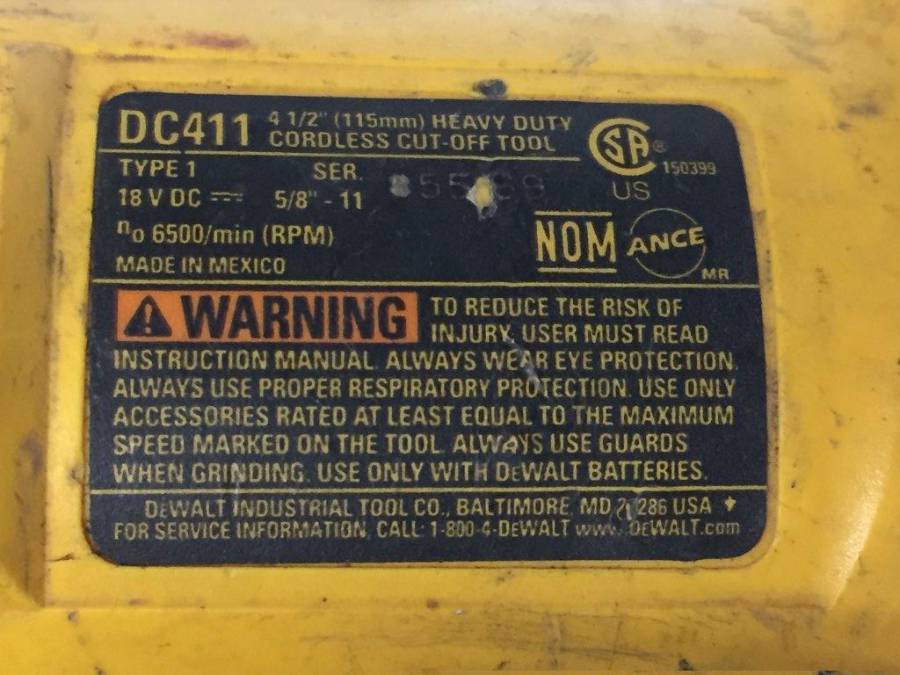 DC411 4 1/2" (115mm) HEAVY DUTY
CORDLESS CUT-OFF TOOL
CSA ®
150399
US
TYPE 1 SER.
18 V DC ⎓ 5/8" - 11
no 6500/min (RPM)
MADE IN MEXICO
NOM ANCE
MR
WARNING TO REDUCE THE RISK OF
INJURY, USER MUST READ
INSTRUCTION MANUAL. ALWAYS WEAR EYE PROTECTION.
ALWAYS USE PROPER RESPIRATORY PROTECTION. USE ONLY
ACCESSORIES RATED AT LEAST EQUAL TO THE MAXIMUM
SPEED MARKED ON THE TOOL. ALWAYS USE GUARDS
WHEN GRINDING. USE ONLY WITH DeWALT BATTERIES.
DeWALT INDUSTRIAL TOOL CO., BALTIMORE, MD 21286 USA
FOR SERVICE INFORMATION, CALL: 1-800-4-DeWALT www.DeWALT.com